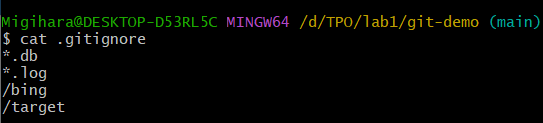 Migihara@DESKTOP-D53RL5C MINGW64 /d/TPO/lab1/git-demo (main)
$ cat .gitignore
*.db
*.log
/bing
/target